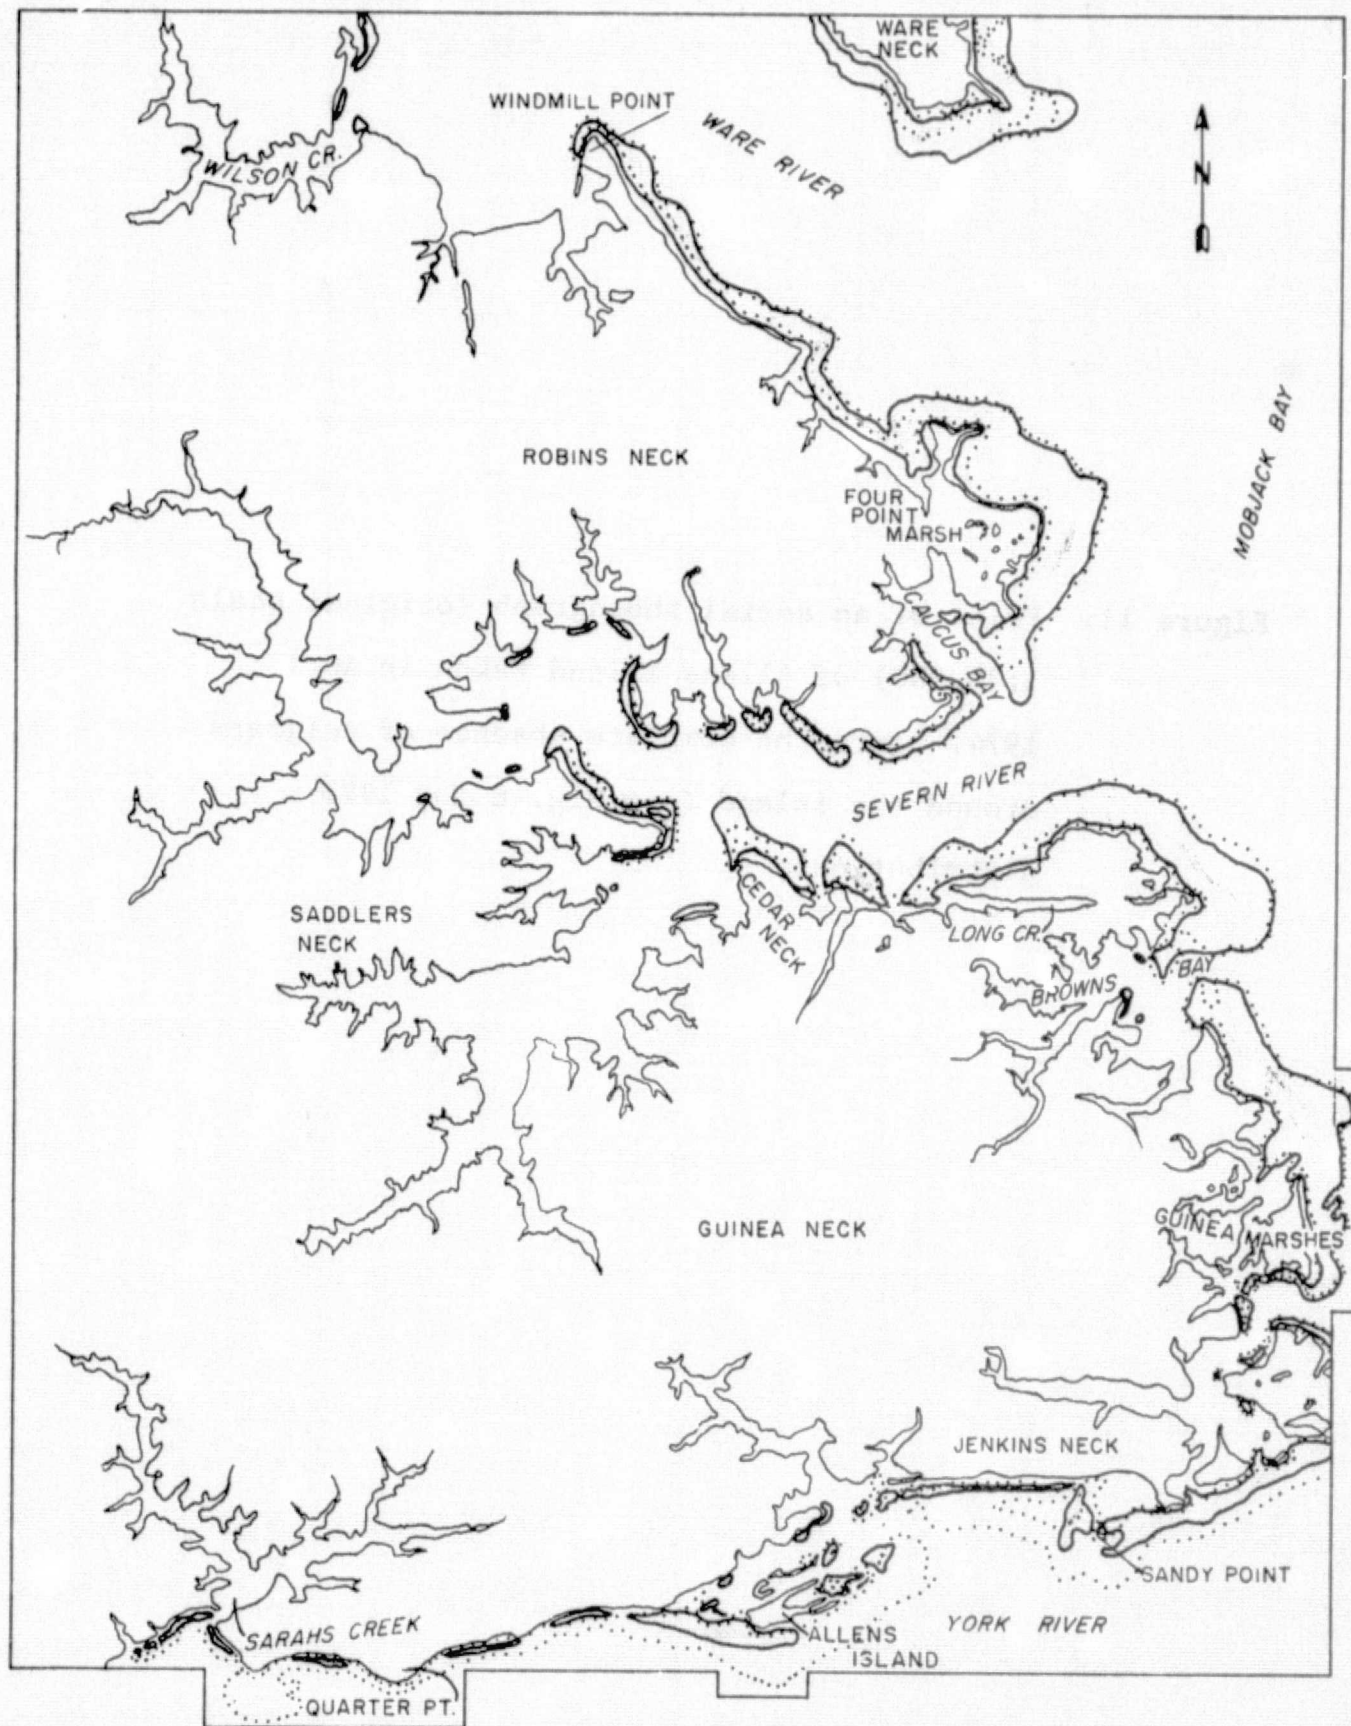 WARE
NECK
WINDMILL POINT
WARE RIVER
WILSON CR.
N
MOBJACK BAY
ROBINS NECK
FOUR
POINT
MARSH
CAUCUS BAY
SEVERN RIVER
SADDLERS
NECK
CEDAR
NECK
LONG CR.
BROWNS BAY
GUINEA NECK
GUINEA MARSHES
JENKINS NECK
SANDY POINT
SARAHS CREEK
YORK RIVER
ALLENS
ISLAND
QUARTER PT.